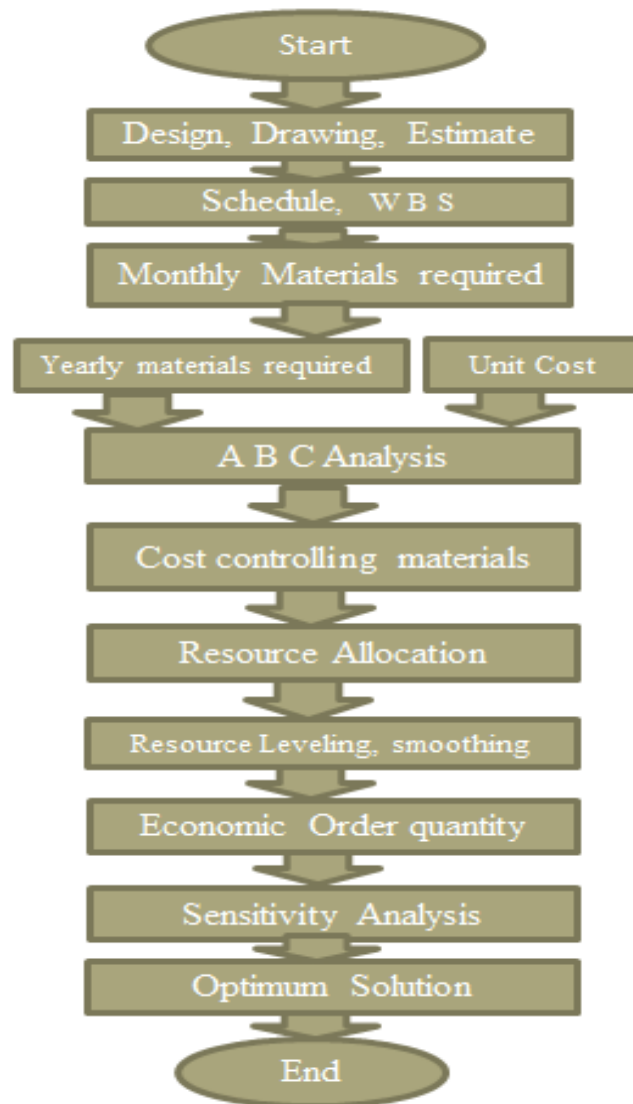 Start
Design, Drawing, Estimate
Schedule, W B S
Monthly Materials required
Yearly materials required
Unit Cost
A B C Analysis
Cost controlling materials
Resource Allocation
Resource Leveling, smoothing
Economic Order quantity
Sensitivity Analysis
Optimum Solution
End